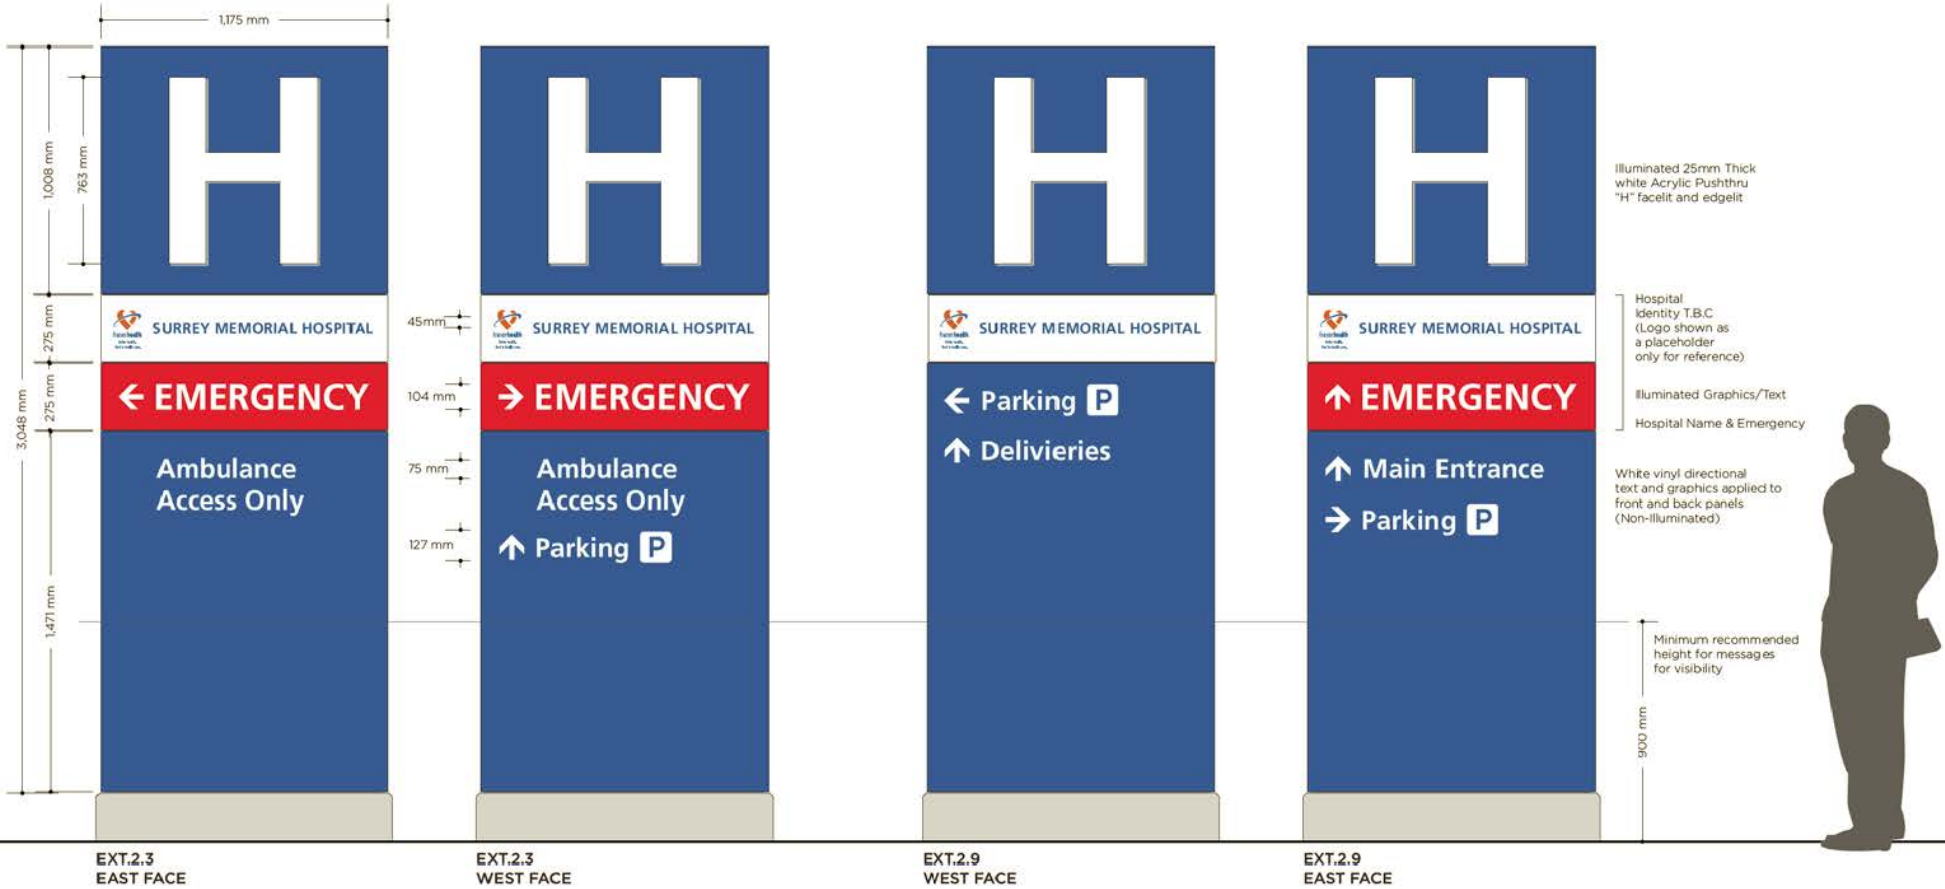 1,175 mm
3,048 mm
1,008 mm
763 mm
275 mm
275 mm
1,471 mm
H
SURREY MEMORIAL HOSPITAL
← EMERGENCY
Ambulance
Access Only
EXT.2.3
EAST FACE
45mm
104 mm
75 mm
127 mm
H
SURREY MEMORIAL HOSPITAL
→ EMERGENCY
Ambulance
Access Only
↑ Parking P
EXT.2.3
WEST FACE
H
SURREY MEMORIAL HOSPITAL
← Parking P
↑ Delivieries
EXT.2.9
WEST FACE
H
SURREY MEMORIAL HOSPITAL
↑ EMERGENCY
↑ Main Entrance
→ Parking P
EXT.2.9
EAST FACE
Illuminated 25mm Thick
white Acrylic Pushthru
"H" facelit and edgelit
Hospital
Identity T.B.C
(Logo shown as
a placeholder
only for reference)
Illuminated Graphics/Text
Hospital Name & Emergency
White vinyl directional
text and graphics applied to
front and back panels
(Non-Illuminated)
Minimum recommended
height for messages
for visibility
900 mm